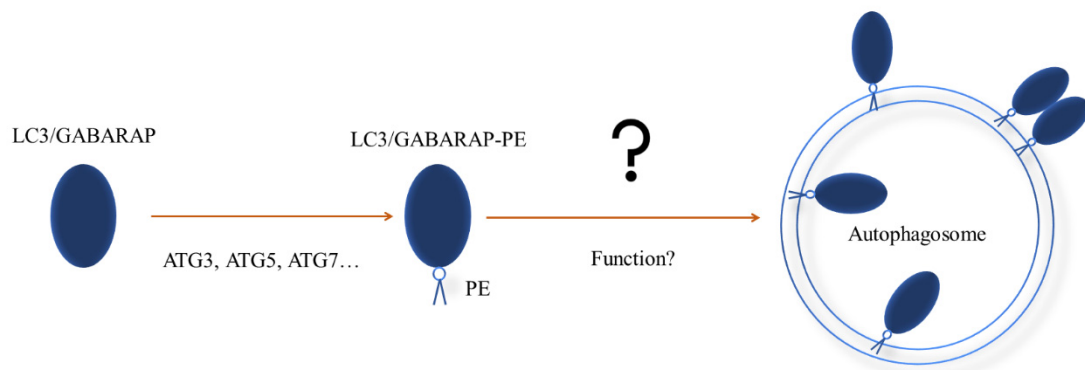 LC3/GABARAP
LC3/GABARAP-PE
?
ATG3, ATG5, ATG7...
PE
Function?
Autophagosome